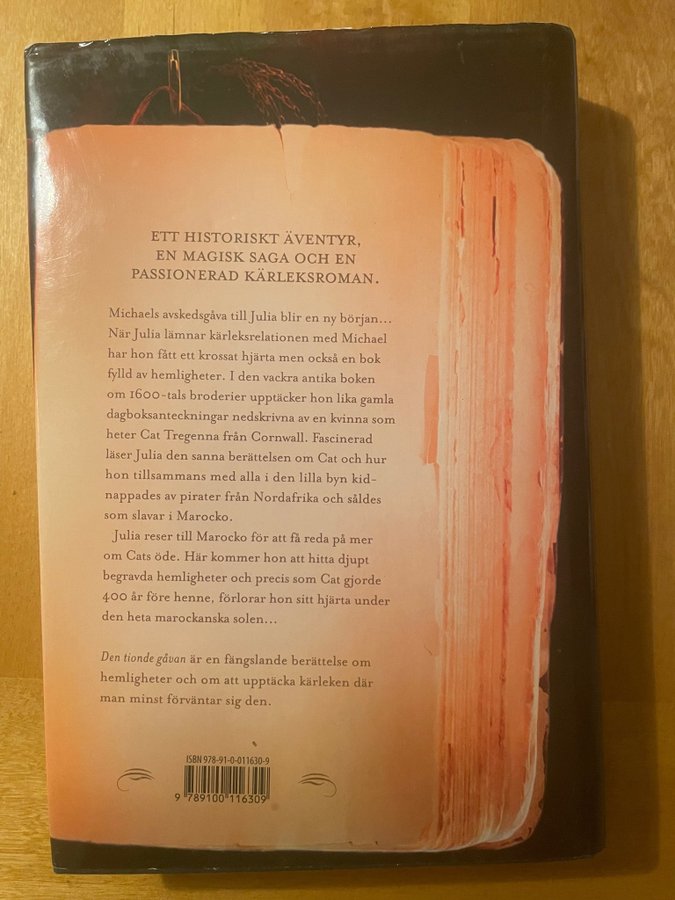 ETT HISTORISKT ÄVENTYR,
EN MAGISK SAGA OCH EN
PASSIONERAD KÄRLEKSROMAN.
Michaels avskedsgåva till Julia blir en ny början...
När Julia lämnar kärleksrelationen med Michael
har hon fått ett krossat hjärta men också en bok
fylld av hemligheter. I den vackra antika boken
om 1600-tals broderier upptäcker hon lika gamla
dagboksanteckningar nedskrivna av en kvinna som
heter Cat Tregenna från Cornwall. Fascinerad
läser Julia den sanna berättelsen om Cat och hur
hon tillsammans med alla i den lilla byn kid-
nappades av pirater från Nordafrika och såldes
som slavar i Marocko.
Julia reser till Marocko för att få reda på mer
om Cats öde. Här kommer hon att hitta djupt
begravda hemligheter och precis som Cat gjorde
400 år före henne, förlorar hon sitt hjärta under
den heta marockanska solen...
Den tionde gåvan är en fängslande berättelse om
hemligheter och om att upptäcka kärleken där
man minst förväntar sig den.
ISBN 978-91-0-011630-9
9 789100 116309